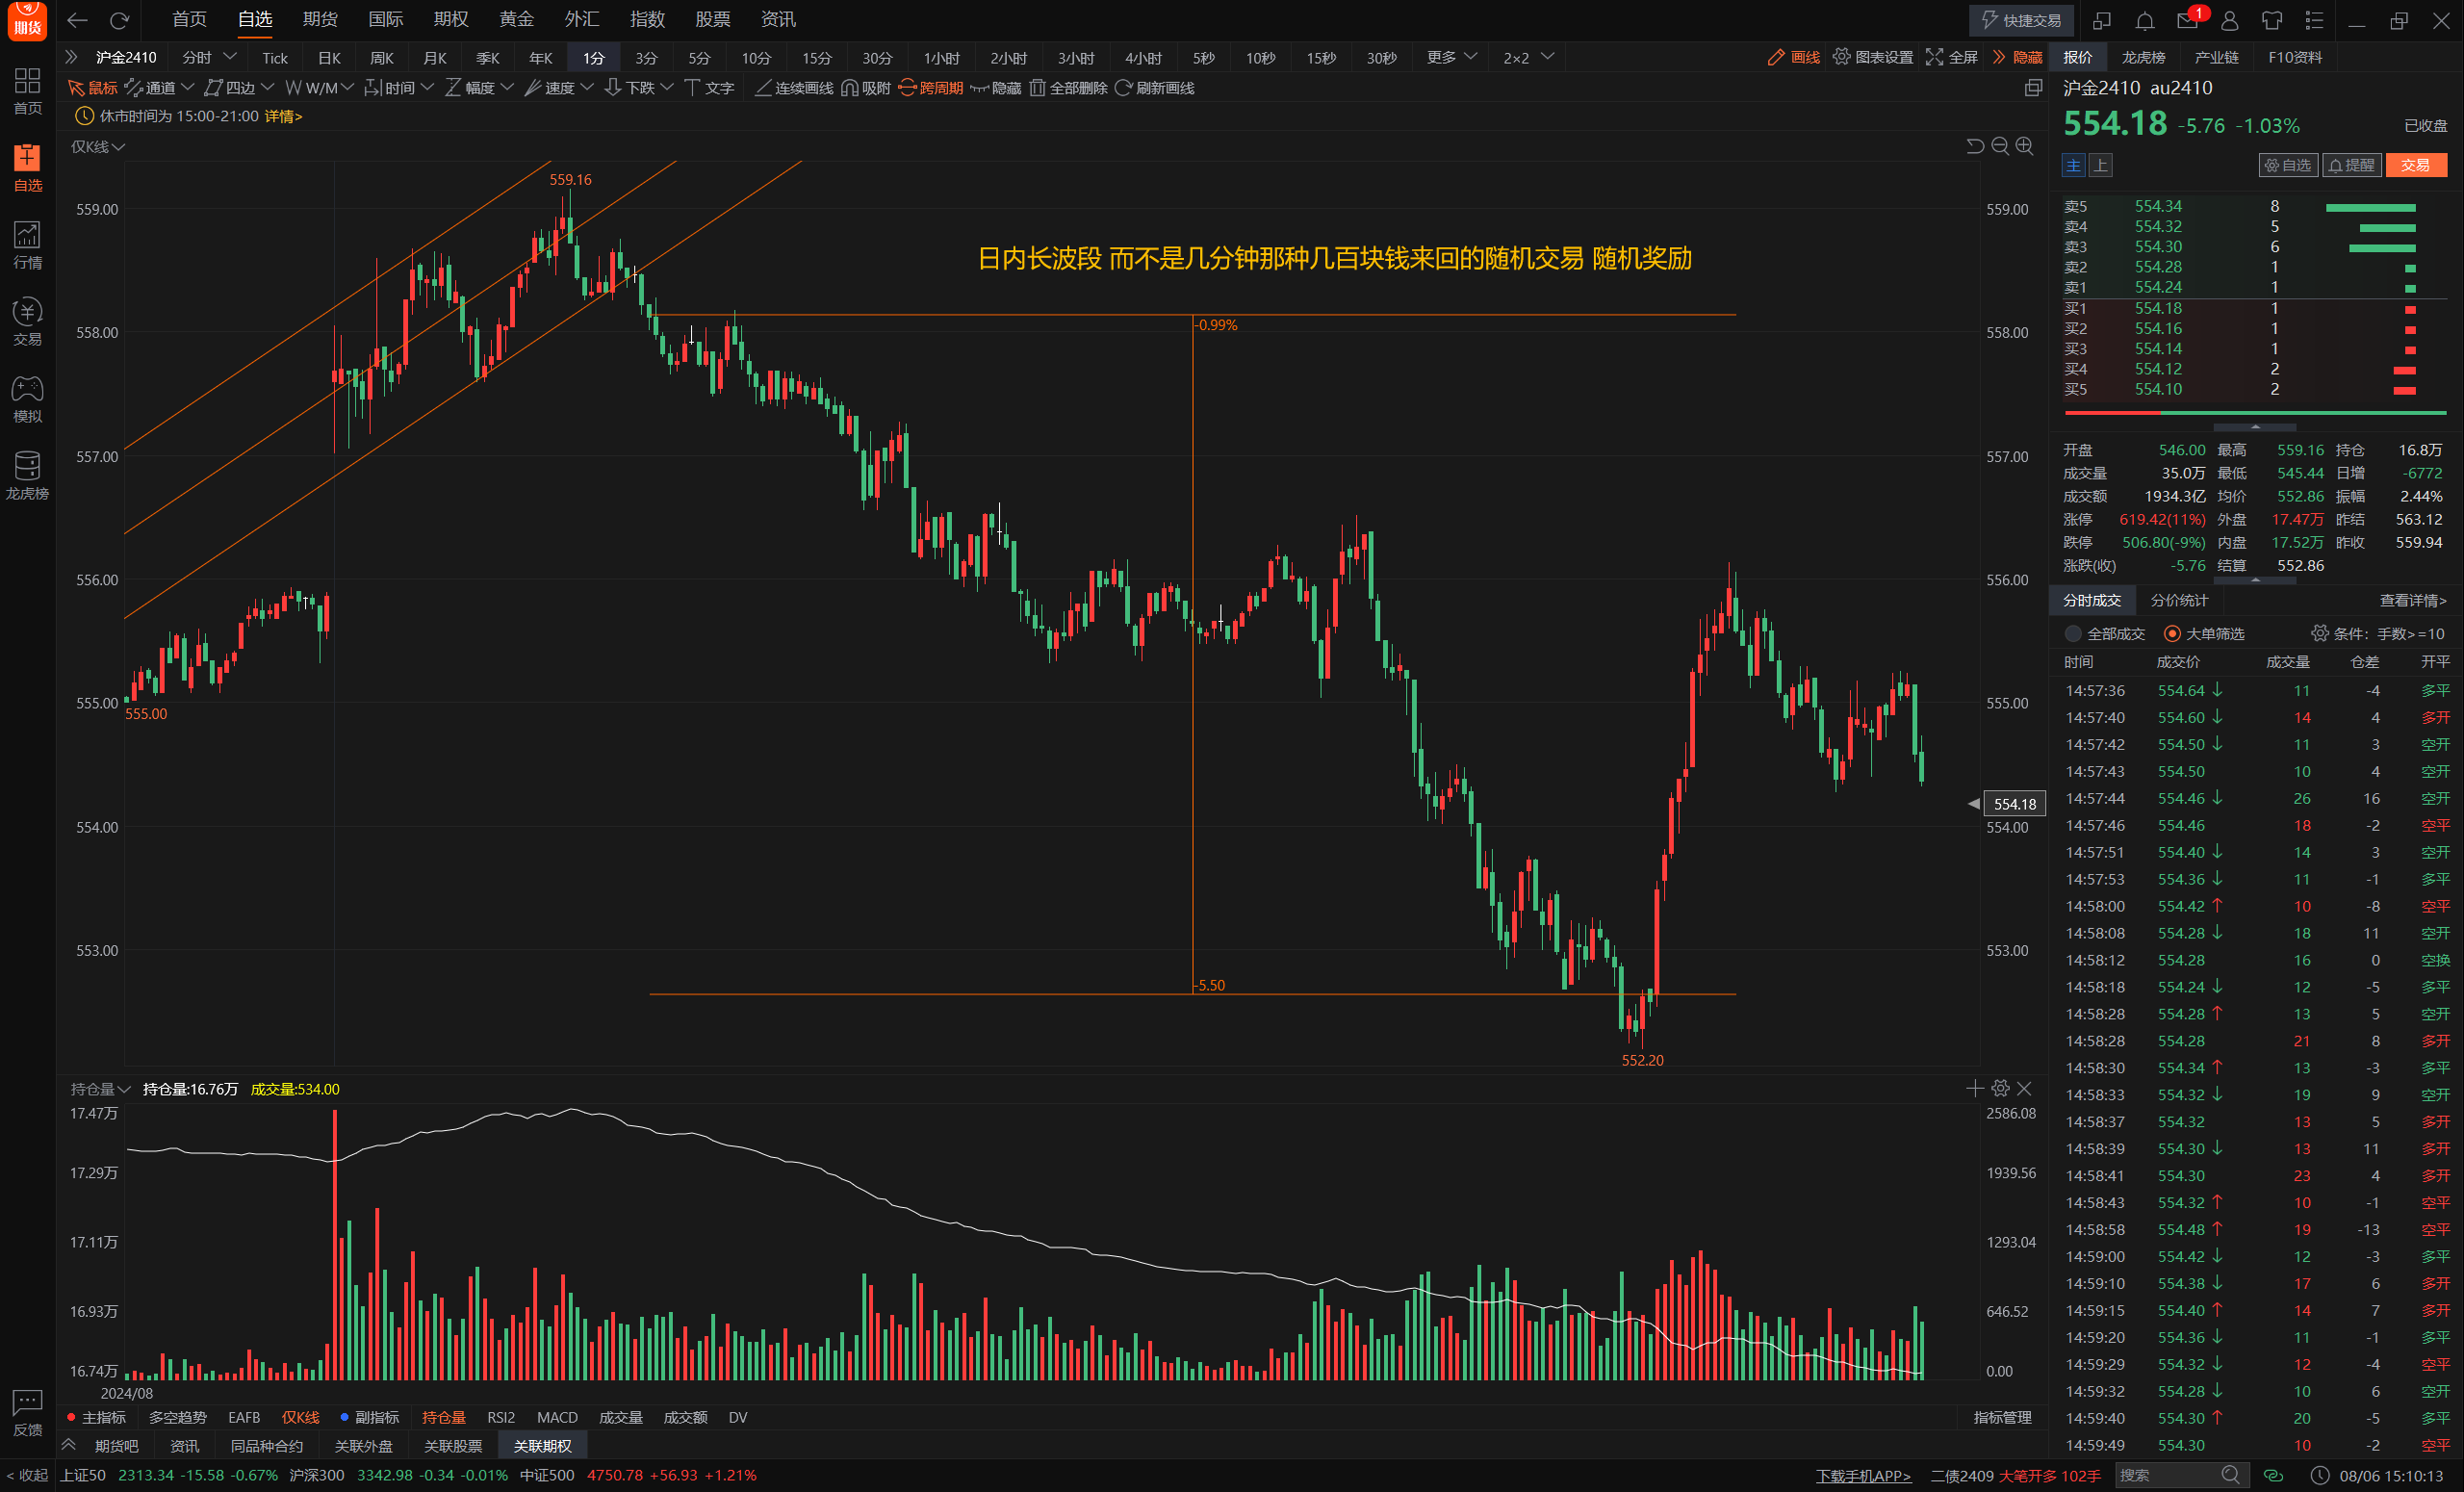 期货 首页 自选 期货 国际 期权 黄金 外汇 指数 股票 资讯 快捷交易 1
沪金2410 分时 Tick 日K 周K 月K 季K 年K 1分 3分 5分 10分 15分 30分 1小时 2小时 3小时 4小时 5秒 10秒 15秒 30秒 更多 2×2 画线 图表设置 全屏 隐藏 报价 龙虎榜 产业链 F10资料
鼠标 通道 四边 W/M 时间 幅度 速度 下跌 文字 连续画线 吸附 跨周期 隐藏 全部删除 刷新画线
休市时间为 15:00-21:00 详情>
仅K线
首页
自选
行情
交易
模拟
龙虎榜
反馈
559.16
559.00 559.00
日内长波段 而不是几分钟那种几百块钱来回的随机交易 随机奖励
-0.99%
558.00 558.00
557.00 557.00
556.00 556.00
555.00 555.00
555.00
554.18
554.00 554.00
553.00 553.00
-5.50
552.20
持仓量 持仓量:16.76万 成交量:534.00
17.47万 2586.08
17.29万 1939.56
17.11万 1293.04
16.93万 646.52
16.74万 0.00
2024/08
主指标 多空趋势 EAFB 仅K线 副指标 持仓量 RSI2 MACD 成交量 成交额 DV 指标管理
期货吧 资讯 同品种合约 关联外盘 关联股票 关联期权
沪金2410 au2410
554.18 -5.76 -1.03% 已收盘
主 上 自选 提醒 交易
卖5 554.34 8
卖4 554.32 5
卖3 554.30 6
卖2 554.28 1
卖1 554.24 1
买1 554.18 1
买2 554.16 1
买3 554.14 1
买4 554.12 2
买5 554.10 2
开盘 546.00 最高 559.16 持仓 16.8万
成交量 35.0万 最低 545.44 日增 -6772
成交额 1934.3亿 均价 552.86 振幅 2.44%
涨停 619.42(11%) 外盘 17.47万 昨结 563.12
跌停 506.80(-9%) 内盘 17.52万 昨收 559.94
涨跌(收) -5.76 结算 552.86
分时成交 分价统计 查看详情>
全部成交 大单筛选 条件：手数>=10
时间 成交价 成交量 仓差 开平
14:57:36 554.64↓ 11 -4 多平
14:57:40 554.60↓ 14 4 多开
14:57:42 554.50↓ 11 3 空开
14:57:43 554.50 10 4 空开
14:57:44 554.46↓ 26 16 空开
14:57:46 554.46 18 -2 空平
14:57:51 554.40↓ 14 3 空开
14:57:53 554.36↓ 11 -1 多平
14:58:00 554.42↑ 10 -8 空平
14:58:08 554.28↓ 18 11 空开
14:58:12 554.28 16 0 空换
14:58:18 554.24↓ 12 -5 多平
14:58:28 554.28↑ 13 5 空开
14:58:28 554.28 21 8 多开
14:58:30 554.34↑ 13 -3 多平
14:58:33 554.32↓ 19 9 空开
14:58:37 554.32 13 5 多开
14:58:39 554.30↓ 13 11 多开
14:58:41 554.30 23 4 多开
14:58:43 554.32↑ 10 -1 空平
14:58:58 554.48↑ 19 -13 空平
14:59:00 554.42↓ 12 -3 多平
14:59:10 554.38↓ 17 6 多开
14:59:15 554.40↑ 14 7 多开
14:59:20 554.36↓ 11 -1 多平
14:59:29 554.32↓ 12 -4 空平
14:59:32 554.28↓ 10 6 空开
14:59:40 554.30↑ 20 -5 多平
14:59:49 554.30 10 -2 空平
< 收起 上证50 2313.34 -15.58 -0.67% 沪深300 3342.98 -0.34 -0.01% 中证500 4750.78 +56.93 +1.21% 下载手机APP> 二债2409 大笔开多 102手 搜索 08/06 15:10:13